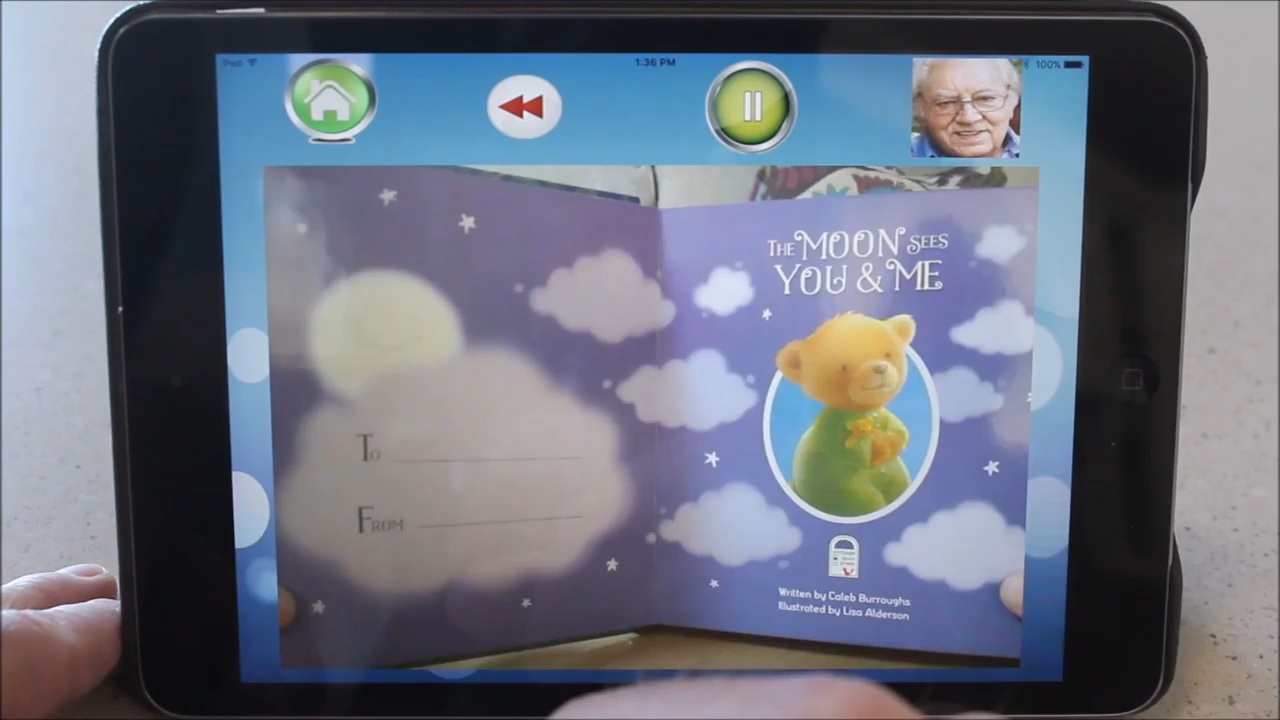 iPad
1:36 PM
100%
THE MOON SEES
YOU & ME
TO
FROM
Written by Caleb Burroughs
Illustrated by Lisa Alderson